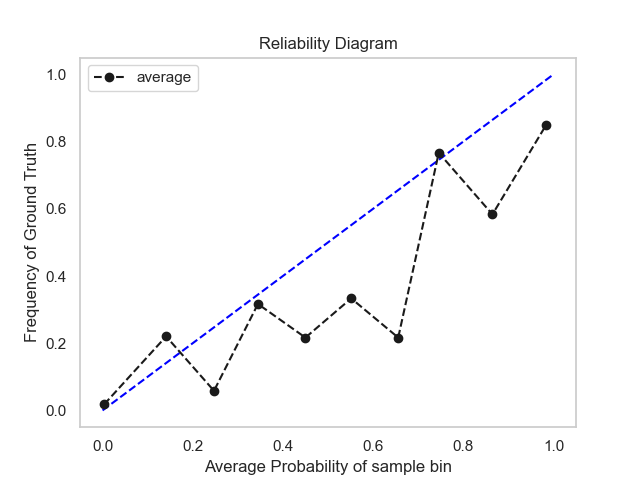 Reliability Diagram
average
Frequency of Ground Truth
1.0
0.8
0.6
0.4
0.2
0.0
0.0 0.2 0.4 0.6 0.8 1.0
Average Probability of sample bin